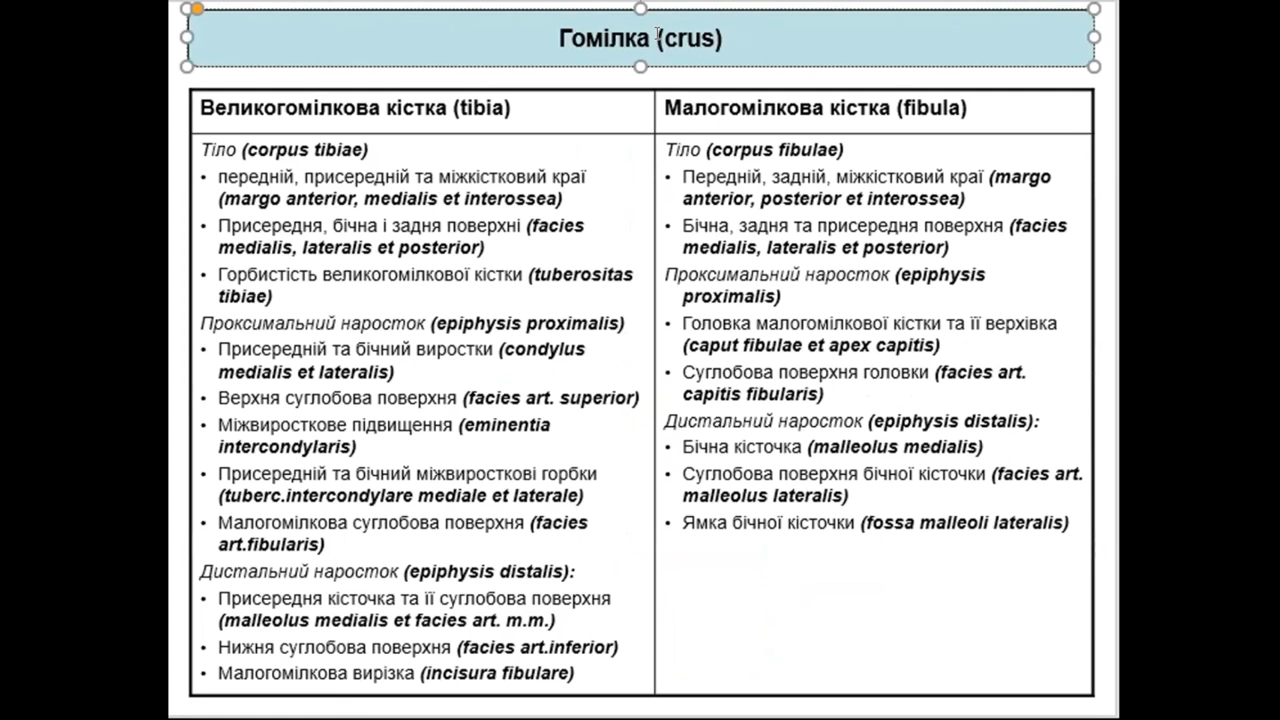 Гомілка (crus)
Великогомілкова кістка (tibia)
Тіло (corpus tibiae)
• передній, присередній та міжкістковий краї
(margo anterior, medialis et interossea)
• Присередня, бічна і задня поверхні (facies
medialis, lateralis et posterior)
• Горбистість великогомілкової кістки (tuberositas
tibiae)
Проксимальний наросток (epiphysis proximalis)
• Присередній та бічний виростки (condylus
medialis et lateralis)
• Верхня суглобова поверхня (facies art. superior)
• Міжвиросткове підвищення (eminentia
intercondylaris)
• Присередній та бічний міжвиросткові горбки
(tuberc.intercondylare mediale et laterale)
• Малогомілкова суглобова поверхня (facies
art.fibularis)
Дистальний наросток (epiphysis distalis):
• Присередня кісточка та її суглобова поверхня
(malleolus medialis et facies art. m.m.)
• Нижня суглобова поверхня (facies art.inferior)
• Малогомілкова вирізка (incisura fibulare)
Малогомілкова кістка (fibula)
Тіло (corpus fibulae)
• Передній, задній, міжкістковий краї (margo
anterior, posterior et interossea)
• Бічна, задня та присередня поверхня (facies
medialis, lateralis et posterior)
Проксимальний наросток (epiphysis
proximalis)
• Головка малогомілкової кістки та її верхівка
(caput fibulae et apex capitis)
• Суглобова поверхня головки (facies art.
capitis fibularis)
Дистальний наросток (epiphysis distalis):
• Бічна кісточка (malleolus medialis)
• Суглобова поверхня бічної кісточки (facies art.
malleolus lateralis)
• Ямка бічної кісточки (fossa malleoli lateralis)